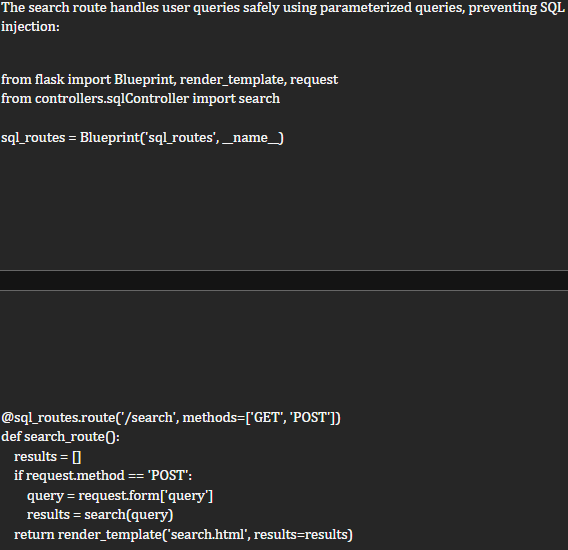 The search route handles user queries safely using parameterized queries, preventing SQL
injection:
from flask import Blueprint, render_template, request
from controllers.sqlController import search
sql_routes = Blueprint('sql_routes', __name__)
@sql_routes.route('/search', methods=['GET', 'POST'])
def search_route():
    results = []
    if request.method == 'POST':
        query = request.form['query']
        results = search(query)
    return render_template('search.html', results=results)